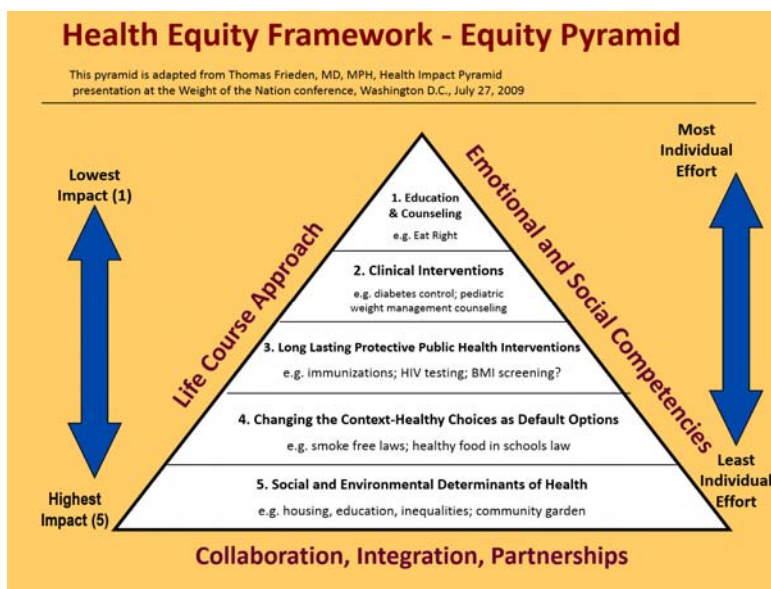 Health Equity Framework - Equity Pyramid
This pyramid is adapted from Thomas Frieden, MD, MPH, Health Impact Pyramid
presentation at the Weight of the Nation conference, Washington D.C., July 27, 2009
Lowest
Impact (1)
Highest
Impact (5)
Life Course Approach
1. Education
& Counseling
e.g. Eat Right
2. Clinical Interventions
e.g. diabetes control; pediatric
weight management counseling
3. Long Lasting Protective Public Health Interventions
e.g. immunizations; HIV testing; BMI screening?
4. Changing the Context-Healthy Choices as Default Options
e.g. smoke free laws; healthy food in schools law
5. Social and Environmental Determinants of Health
e.g. housing, education, inequalities; community garden
Emotional and Social Competencies
Most
Individual
Effort
Least
Individual
Effort
Collaboration, Integration, Partnerships